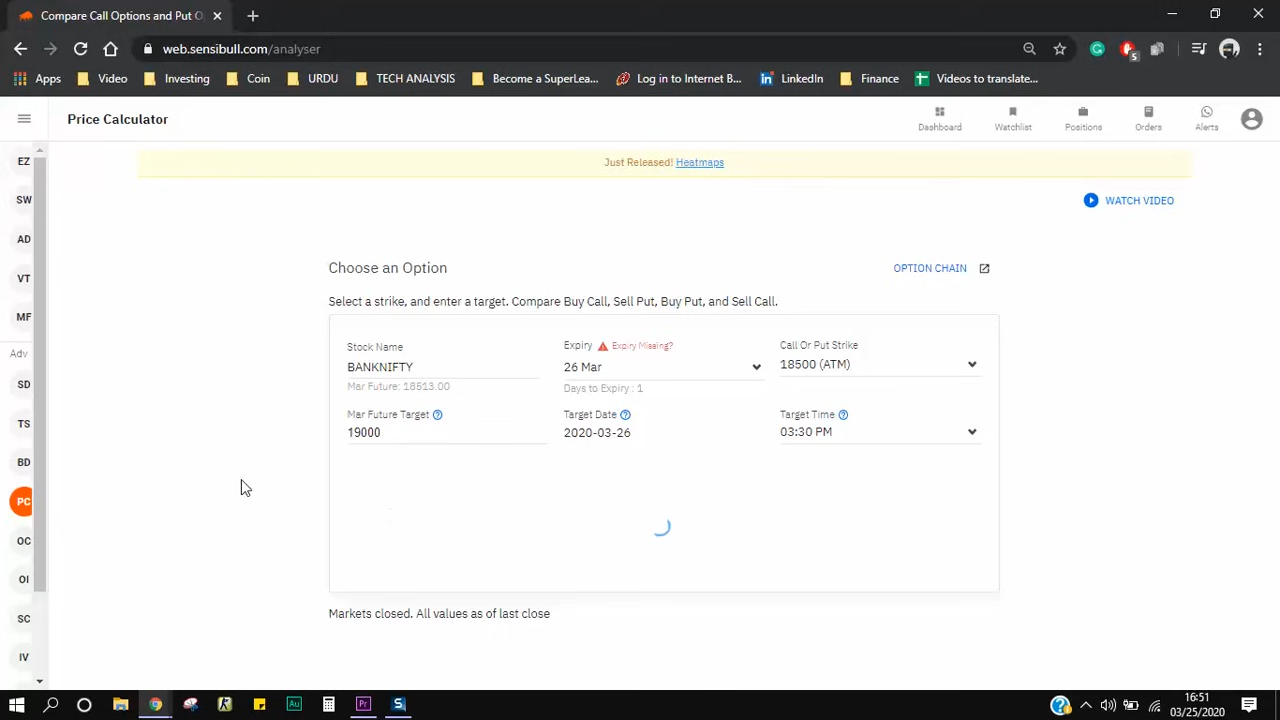 Compare Call Options and Put O
web.sensibull.com/analyser
5
Apps Video Investing Coin URDU TECH ANALYSIS Become a SuperLea... Log in to Internet B... LinkedIn Finance Videos to translate...
Price Calculator
Dashboard Watchlist Positions Orders Alerts
Just Released! Heatmaps
WATCH VIDEO
EZ
SW
AD
VT
MF
Adv
SD
TS
BD
PC
OC
OI
SC
IV
Choose an Option
OPTION CHAIN
Select a strike, and enter a target. Compare Buy Call, Sell Put, Buy Put, and Sell Call.
Stock Name Expiry Expiry Missing? Call Or Put Strike
BANKNIFTY 26 Mar 18500 (ATM)
Mar Future: 18513.00 Days to Expiry : 1
Mar Future Target Target Date Target Time
19000 2020-03-26 03:30 PM
Markets closed. All values as of last close
Au
Pr
S
16:51
03/25/2020